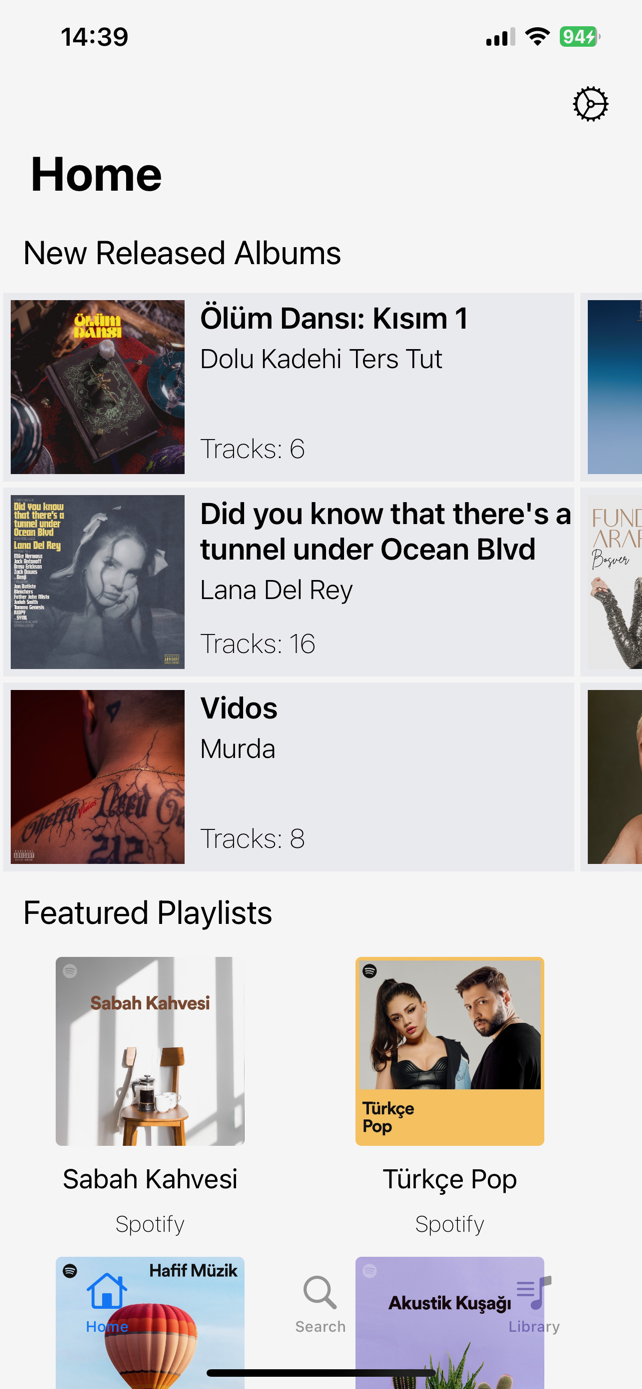 14:39
94
Home
New Released Albums
ÖLÜM
DANSI
Ölüm Dansı: Kısım 1
Dolu Kadehi Ters Tut
Tracks: 6
Did you know
that there's a
tunnel under
Ocean Blvd
Lana Del Rey
Did you know that there's a
tunnel under Ocean Blvd
Lana Del Rey
Tracks: 16
FUND
ARAF
Vidos
Murda
Tracks: 8
Featured Playlists
Sabah Kahvesi
Türkçe
Pop
Sabah Kahvesi
Türkçe Pop
Spotify
Spotify
Hafif Müzik
Akustik Kuşağı
Home
Search
Library